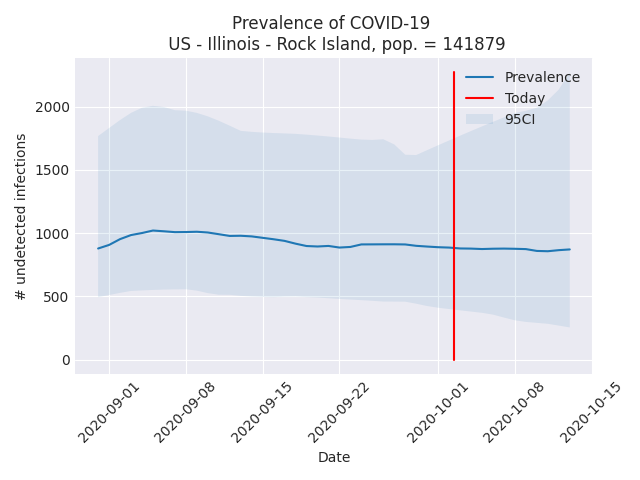 Prevalence of COVID-19
US - Illinois - Rock Island, pop. = 141879
Prevalence
Today
95CI
# undetected infections
2000
1500
1000
500
0
2020-09-01
2020-09-08
2020-09-15
2020-09-22
2020-10-01
2020-10-08
2020-10-15
Date